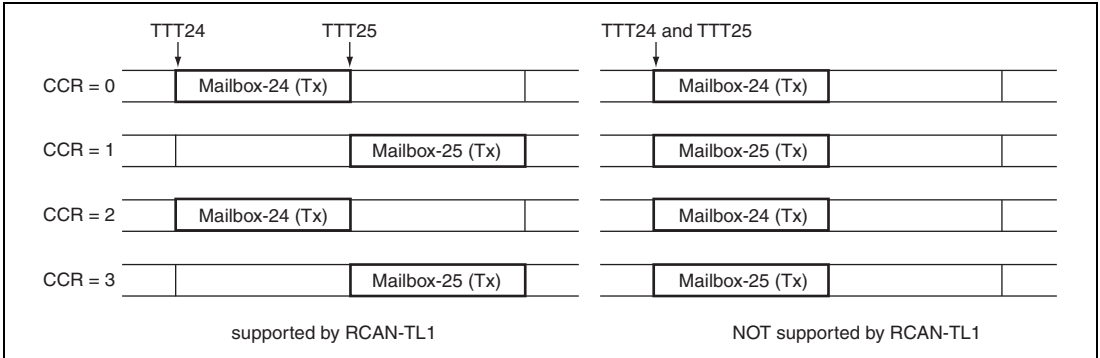 TTT24 TTT25 TTT24 and TTT25
CCR = 0 Mailbox-24 (Tx) Mailbox-24 (Tx)
CCR = 1 Mailbox-25 (Tx) Mailbox-25 (Tx)
CCR = 2 Mailbox-24 (Tx) Mailbox-24 (Tx)
CCR = 3 Mailbox-25 (Tx) Mailbox-25 (Tx)
supported by RCAN-TL1 NOT supported by RCAN-TL1